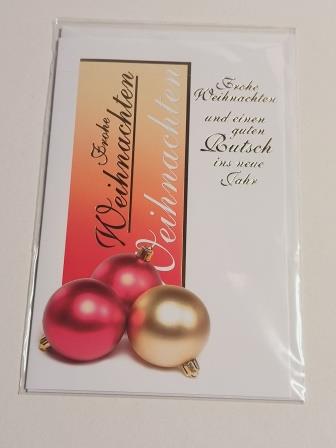 Frohe
Weihnachten
Weihnachten
Frohe
Weihnachten
und einen
guten
Rutsch
ins neue
Jahr